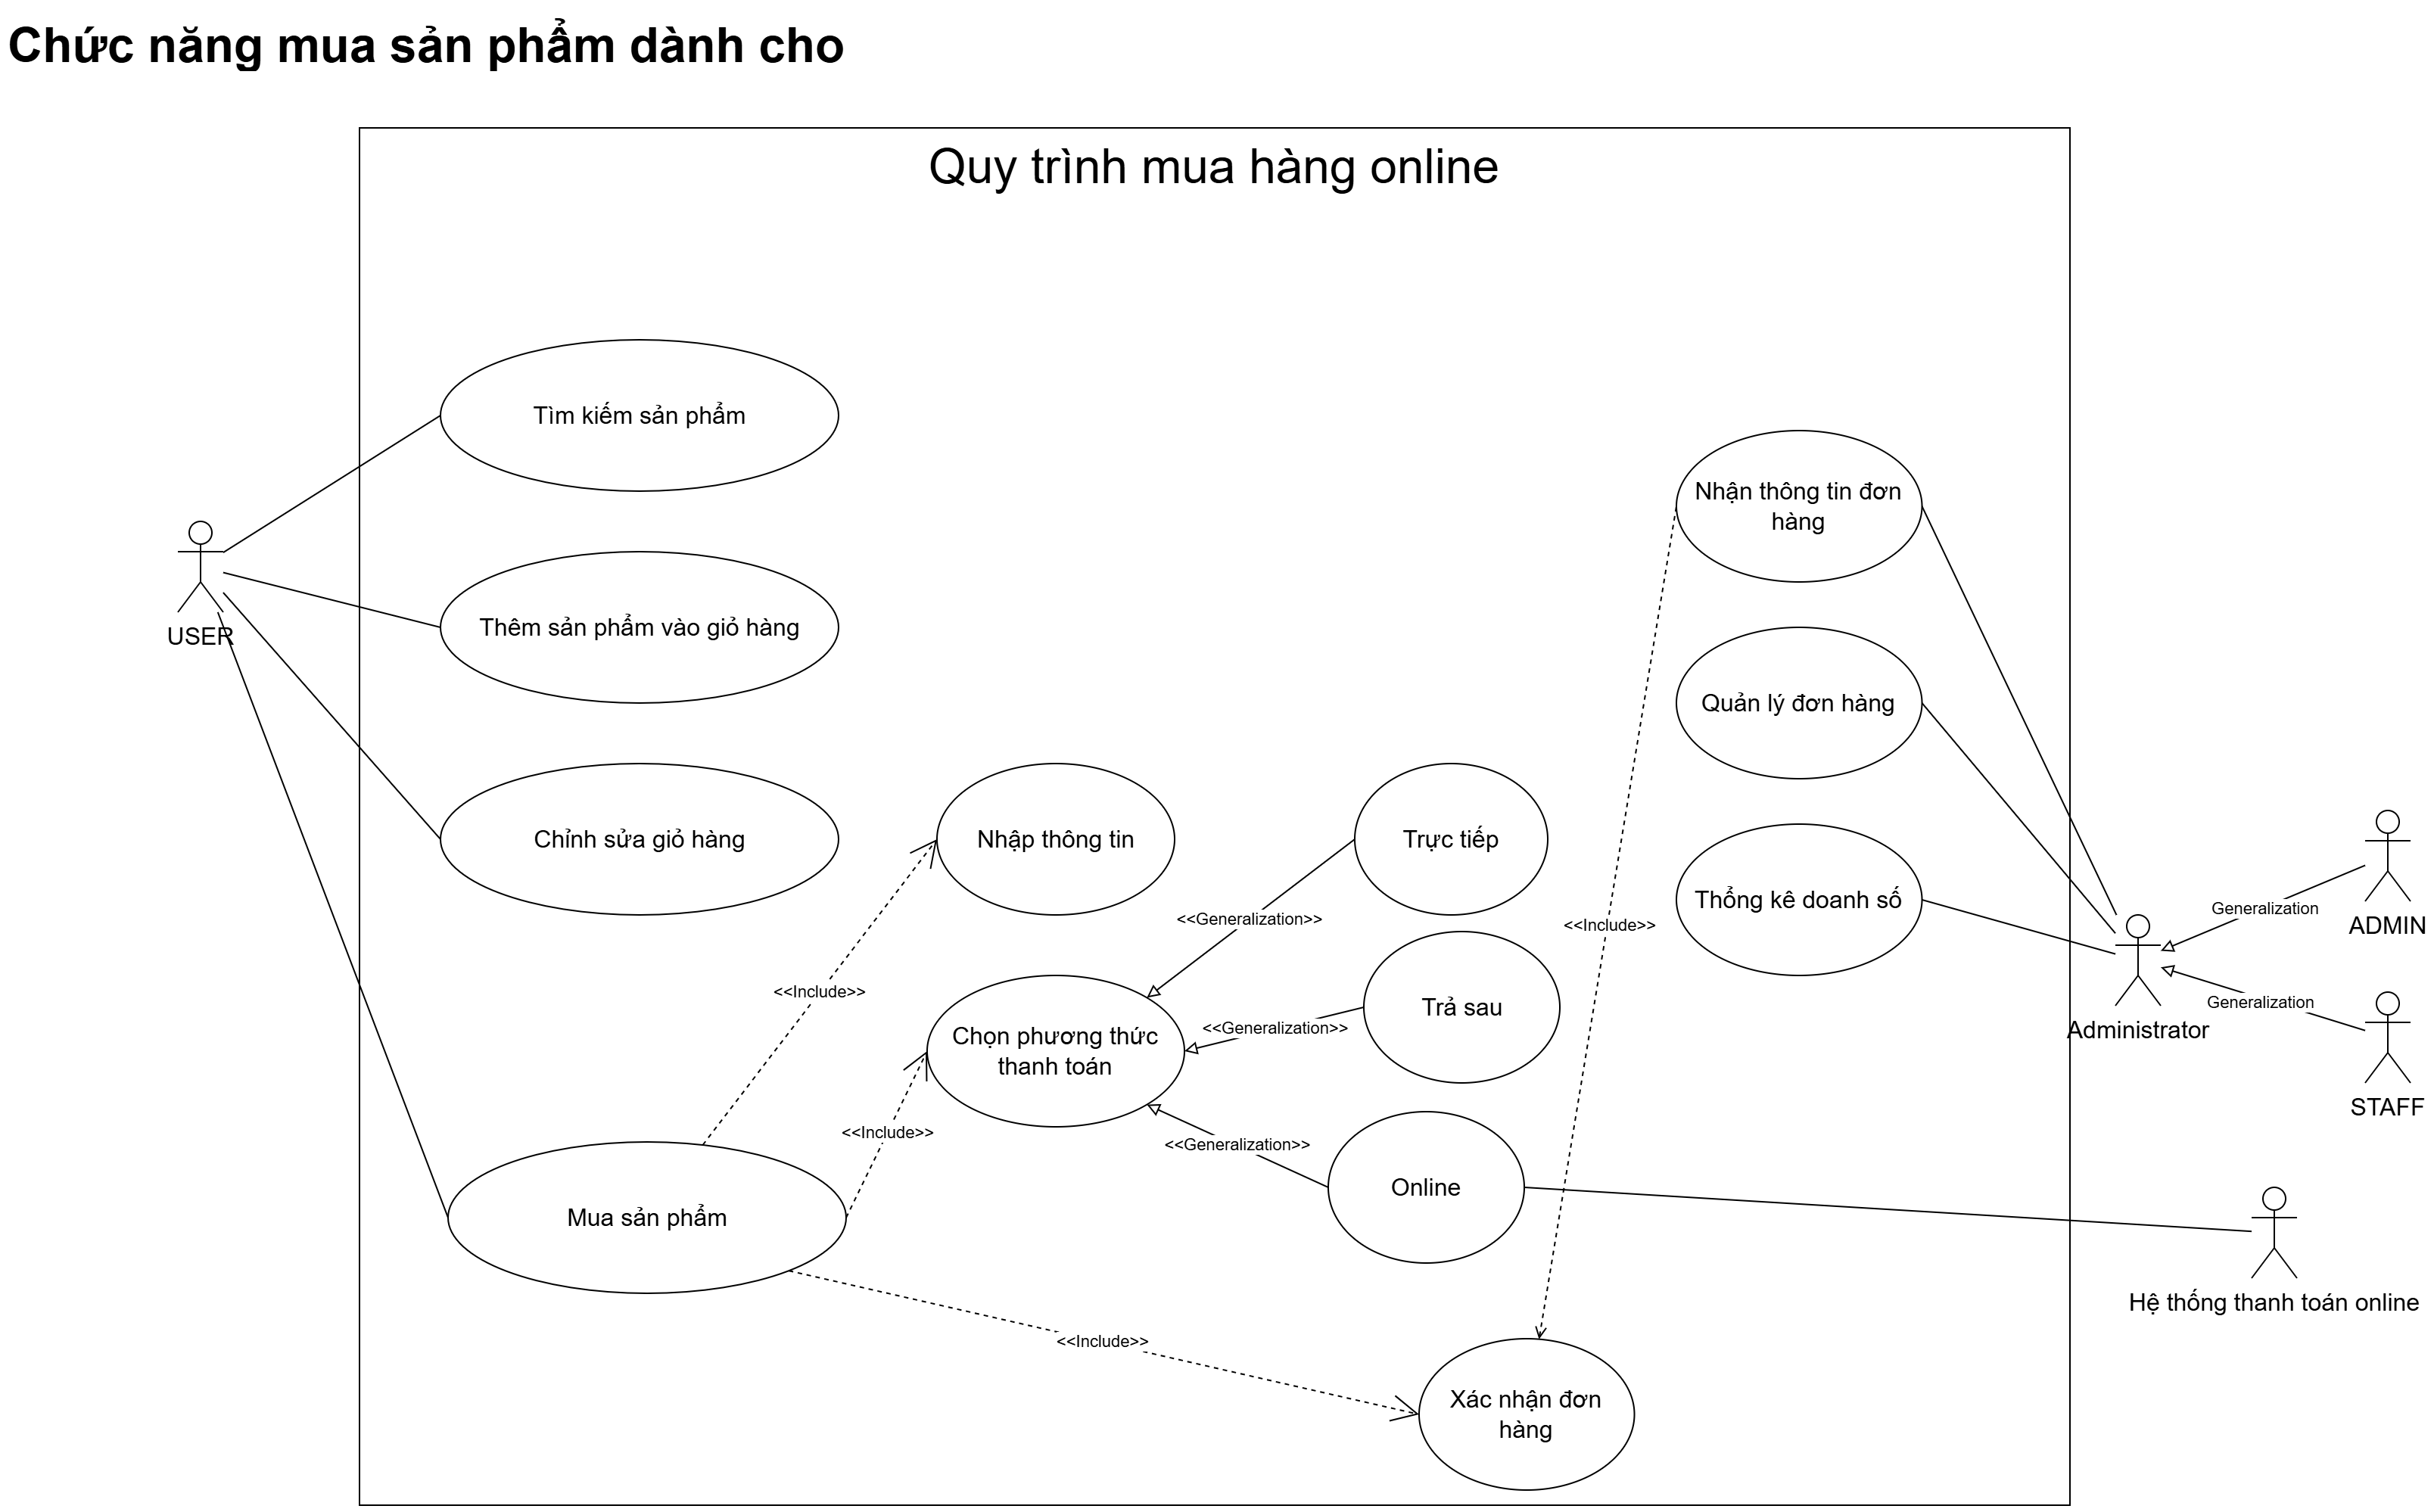 Chức năng mua sản phẩm dành cho
Quy trình mua hàng online
Tìm kiếm sản phẩm
Nhận thông tin đơn
hàng
USER
Thêm sản phẩm vào giỏ hàng
Quản lý đơn hàng
Chỉnh sửa giỏ hàng
Nhập thông tin
Trực tiếp
Thổng kê doanh số
<<Generalization>>
<<Include>>
Generalization
ADMIN
<<Include>>
Chọn phương thức
thanh toán
<<Generalization>>
Trả sau
Generalization
Administrator
STAFF
<<Include>>
<<Generalization>>
Mua sản phẩm
Online
Hệ thống thanh toán online
<<Include>>
Xác nhận đơn
hàng